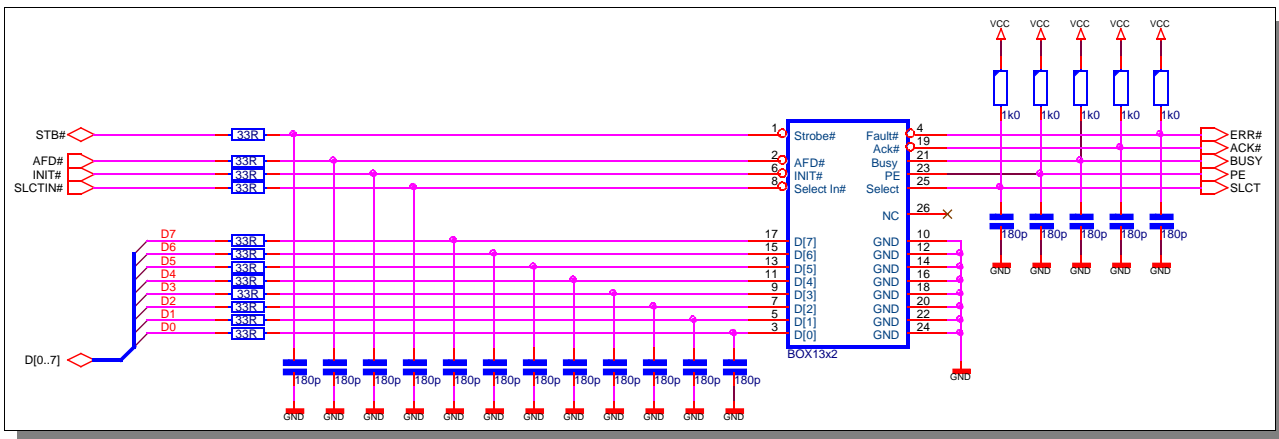 VCC VCC VCC VCC VCC
1k0 1k0 1k0 1k0 1k0
STB# 33R 1 Strobe# Fault# 4 ERR#
Ack# 19 ACK#
AFD# 33R 2 AFD# Busy 21 BUSY
INIT# 33R 6 INIT# PE 23 PE
SLCTIN# 33R 8 Select In# Select 25 SLCT
NC 26
180p 180p 180p 180p 180p
D7 33R 17 D[7] GND 10
D6 33R 15 D[6] GND 12
D5 33R 13 D[5] GND 14
GND GND GND GND GND
D4 33R 11 D[4] GND 16
D3 33R 9 D[3] GND 18
D2 33R 7 D[2] GND 20
D1 33R 5 D[1] GND 22
D0 33R 3 D[0] GND 24
BOX13x2
D[0..7]
GND
180p 180p 180p 180p 180p 180p 180p 180p 180p 180p 180p 180p
GND GND GND GND GND GND GND GND GND GND GND GND